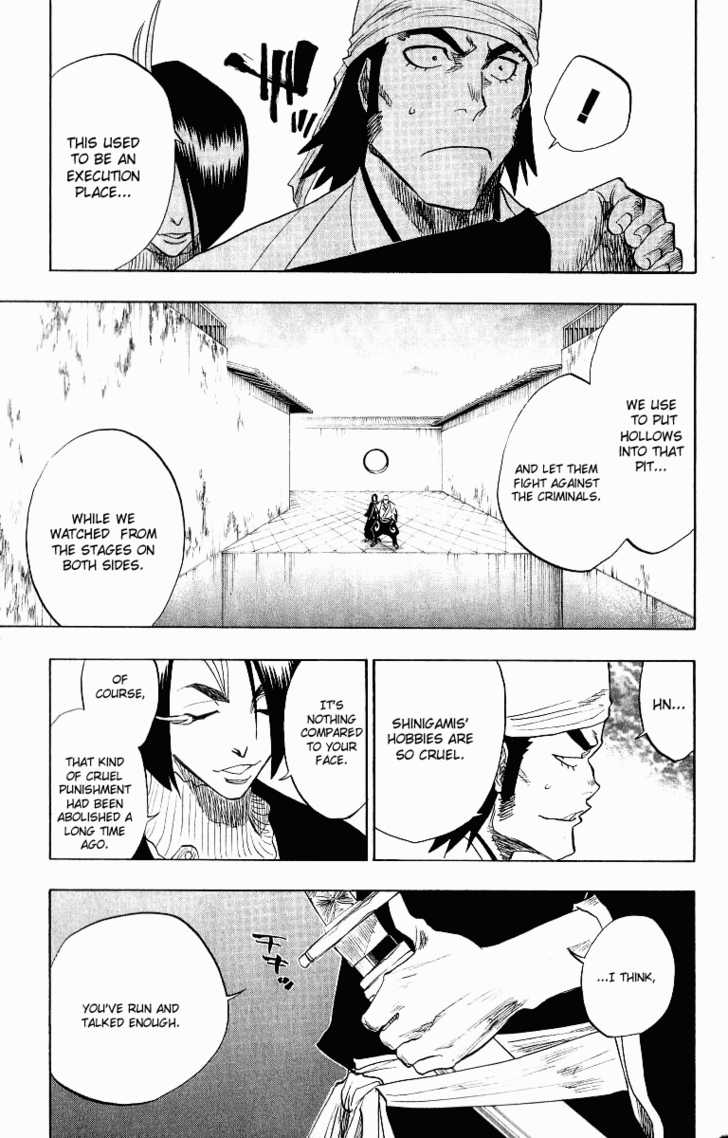 !
THIS USED
TO BE AN
EXECUTION
PLACE...
WE USE
TO PUT
HOLLOWS
INTO THAT
PIT...
AND LET THEM
FIGHT AGAINST
THE CRIMINALS.
WHILE WE
WATCHED FROM
THE STAGES ON
BOTH SIDES.
HN...
SHINIGAMIS'
HOBBIES ARE
SO CRUEL.
IT'S
NOTHING
COMPARED
TO YOUR
FACE.
OF
COURSE,
THAT KIND
OF CRUEL
PUNISHMENT
HAD BEEN
ABOLISHED A
LONG TIME
AGO.
...I THINK,
チキ
YOU'VE RUN AND
TALKED ENOUGH.